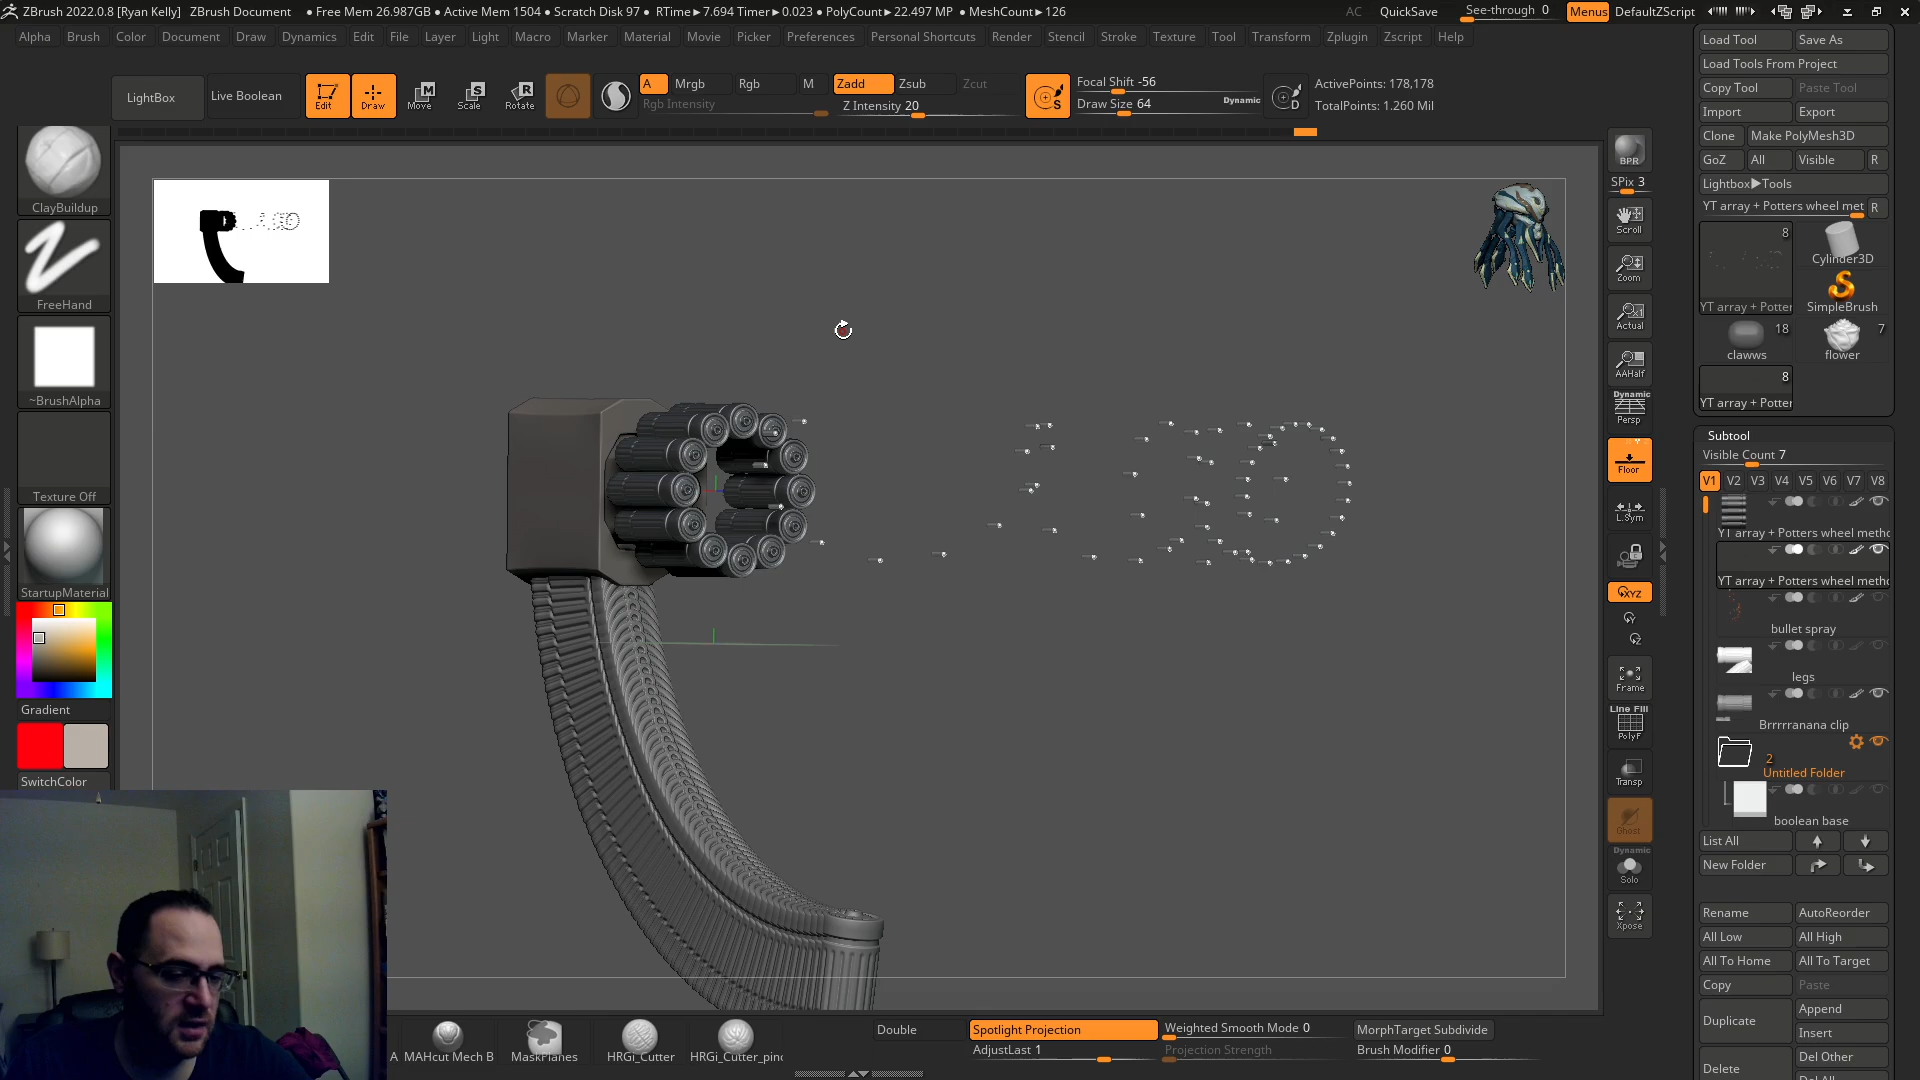 ZBrush 2022.0.8 [Ryan Kelly] ZBrush Document • Free Mem 26.987GB • Active Mem 1504 • Scratch Disk 97 • RTime►7.694 Timer►0.023 • PolyCount►22.497 MP • MeshCount►126 AC QuickSave See-through 0 Menus DefaultZScript
Alpha Brush Color Document Draw Dynamics Edit File Layer Light Macro Marker Material Movie Picker Preferences Personal Shortcuts Render Stencil Stroke Texture Tool Transform Zplugin Zscript Help
LightBox Live Boolean Edit Draw Move Scale Rotate A Mrgb Rgb M Zadd Zsub Zcut Focal Shift -56 ActivePoints: 178,178
Rgb Intensity Z Intensity 20 Draw Size 64 Dynamic TotalPoints: 1.260 Mil
ClayBuildup
FreeHand
~BrushAlpha
Texture Off
StartupMaterial
Gradient
SwitchColor
BPR
SPix 3
Scroll
Zoom
Actual
AAHalf
Dynamic
Persp
Floor
L.Sym
XYZ
Y
Z
Frame
Line Fill
PolyF
Transp
Ghost
Dynamic
Solo
Xpose
Load Tool Save As
Load Tools From Project
Copy Tool Paste Tool
Import Export
Clone Make PolyMesh3D
GoZ All Visible R
Lightbox▶Tools
YT array + Potters wheel met R
8
Cylinder3D
YT array + Potter SimpleBrush
18 7
clawws flower
8
YT array + Potter
Subtool
Visible Count 7
V1 V2 V3 V4 V5 V6 V7 V8
YT array + Potters wheel metho
YT array + Potters wheel metho
bullet spray
legs
Brrrrranana clip
2
Untitled Folder
boolean base
List All
New Folder
Rename AutoReorder
All Low All High
All To Home All To Target
Copy Paste
Duplicate Append
Insert
Delete Del Other
A MAHcut Mech B MaskPlanes HRGi_Cutter HRGi_Cutter_pinc
Double Spotlight Projection Weighted Smooth Mode 0 MorphTarget Subdivide
AdjustLast 1 Projection Strength Brush Modifier 0